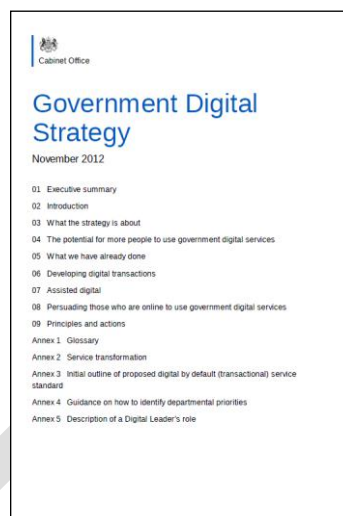 Cabinet Office
Government Digital
Strategy
November 2012
01 Executive summary
02 Introduction
03 What the strategy is about
04 The potential for more people to use government digital services
05 What we have already done
06 Developing digital transactions
07 Assisted digital
08 Persuading those who are online to use government digital services
09 Principles and actions
Annex 1 Glossary
Annex 2 Service transformation
Annex 3 Initial outline of proposed digital by default (transactional) service
standard
Annex 4 Guidance on how to identify departmental priorities
Annex 5 Description of a Digital Leader's role